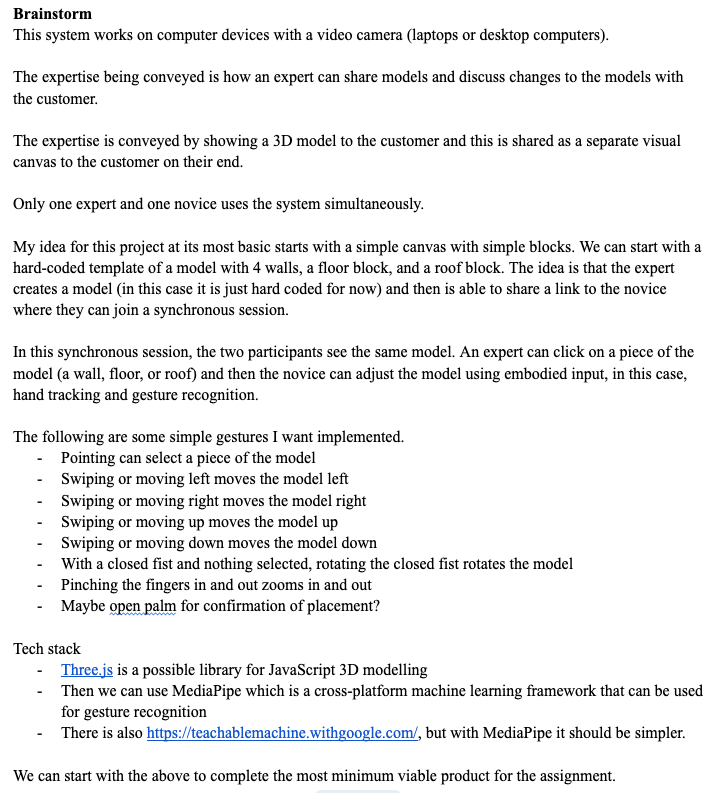 Brainstorm
This system works on computer devices with a video camera (laptops or desktop computers).
The expertise being conveyed is how an expert can share models and discuss changes to the models with
the customer.
The expertise is conveyed by showing a 3D model to the customer and this is shared as a separate visual
canvas to the customer on their end.
Only one expert and one novice uses the system simultaneously.
My idea for this project at its most basic starts with a simple canvas with simple blocks. We can start with a
hard-coded template of a model with 4 walls, a floor block, and a roof block. The idea is that the expert
creates a model (in this case it is just hard coded for now) and then is able to share a link to the novice
where they can join a synchronous session.
In this synchronous session, the two participants see the same model. An expert can click on a piece of the
model (a wall, floor, or roof) and then the novice can adjust the model using embodied input, in this case,
hand tracking and gesture recognition.
The following are some simple gestures I want implemented.
- Pointing can select a piece of the model
- Swiping or moving left moves the model left
- Swiping or moving right moves the model right
- Swiping or moving up moves the model up
- Swiping or moving down moves the model down
- With a closed fist and nothing selected, rotating the closed fist rotates the model
- Pinching the fingers in and out zooms in and out
- Maybe open palm for confirmation of placement?
Tech stack
- Three.js is a possible library for JavaScript 3D modelling
- Then we can use MediaPipe which is a cross-platform machine learning framework that can be used
for gesture recognition
- There is also https://teachablemachine.withgoogle.com/, but with MediaPipe it should be simpler.
We can start with the above to complete the most minimum viable product for the assignment.